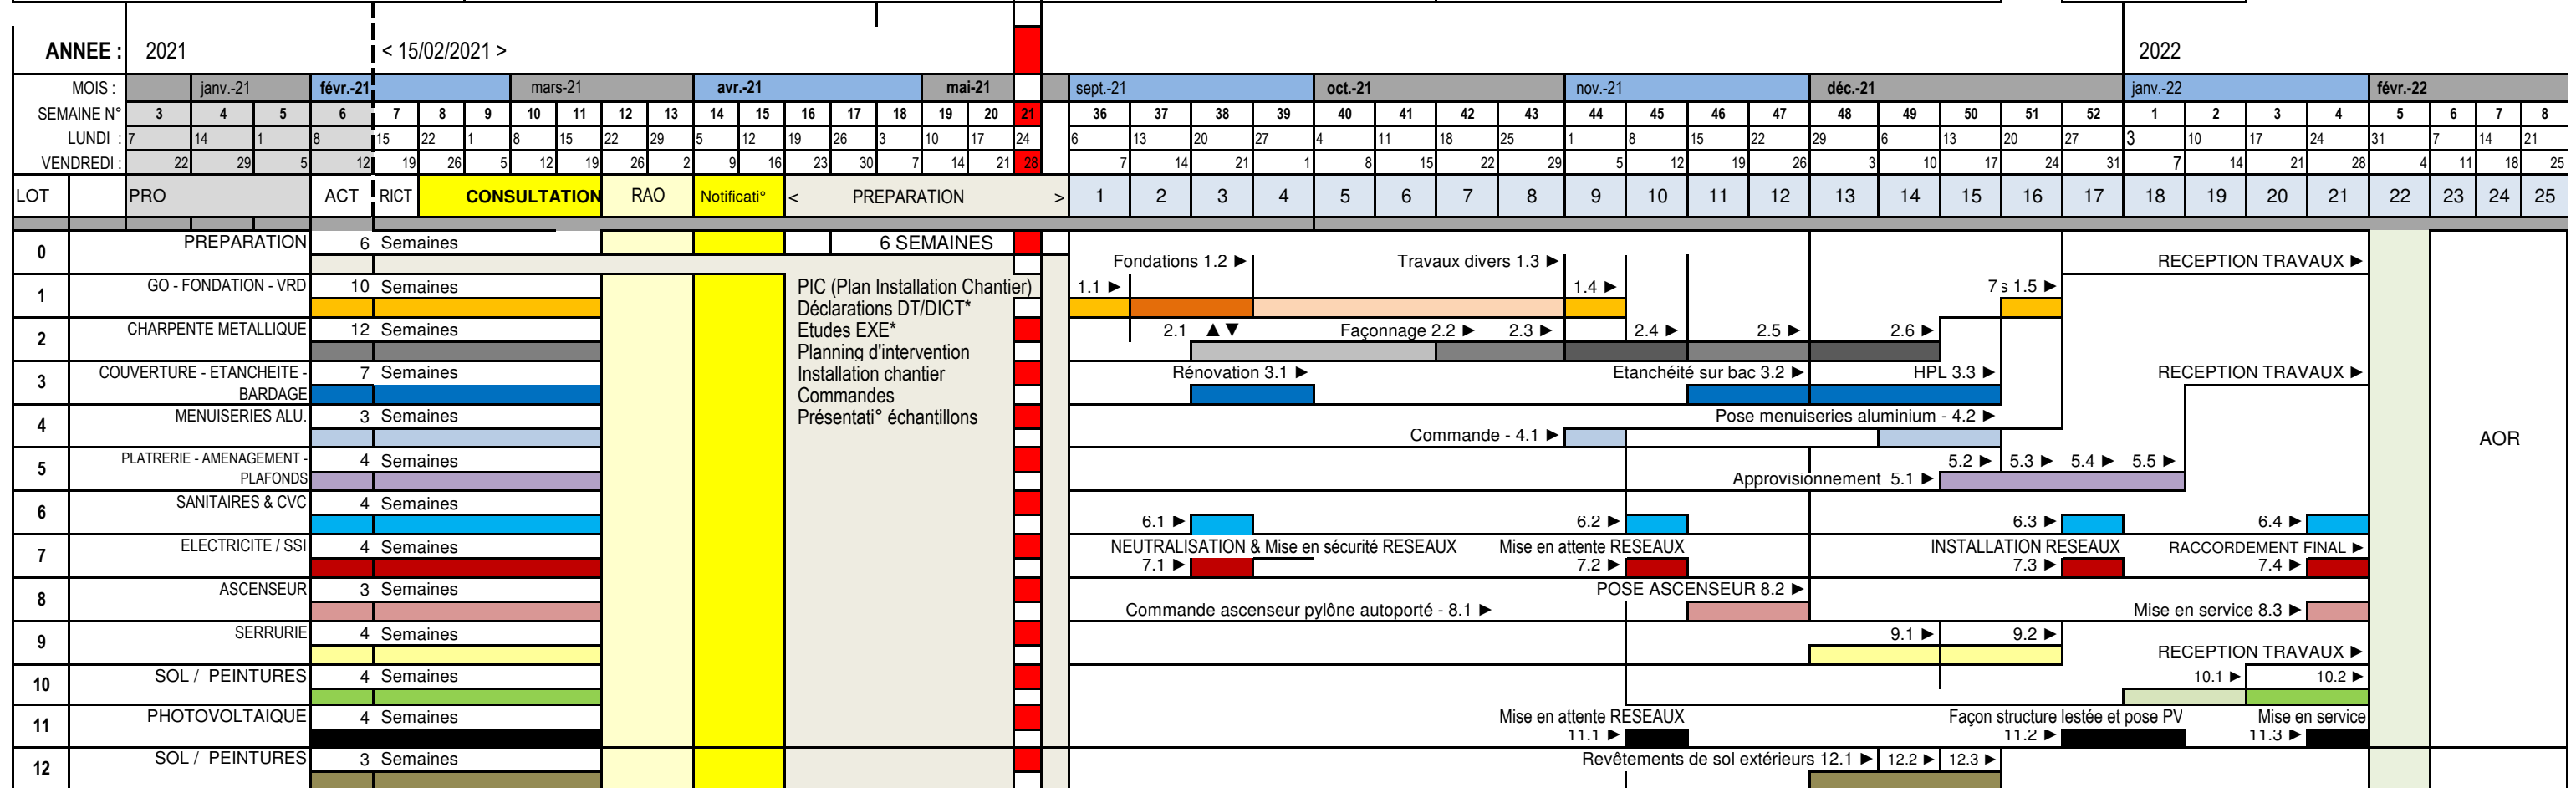 ANNEE : 2021 < 15/02/2021 > 2022
MOIS : janv.-21 févr.-21 mars-21 avr.-21 mai-21 sept.-21 oct.-21 nov.-21 déc.-21 janv.-22 févr.-22
SEMAINE N° 3 4 5 6 7 8 9 10 11 12 13 14 15 16 17 18 19 20 21 36 37 38 39 40 41 42 43 44 45 46 47 48 49 50 51 52 1 2 3 4 5 6 7 8
LUNDI : 7 14 1 8 15 22 1 8 15 22 29 5 12 19 26 3 10 17 24 6 13 20 27 4 11 18 25 1 8 15 22 29 6 13 20 27 3 10 17 24 31 7 14 21
VENDREDI : 22 29 5 12 19 26 5 12 19 26 2 9 16 23 30 7 14 21 28 7 14 21 1 8 15 22 29 5 12 19 26 3 10 17 24 31 7 14 21 28 4 11 18 25
LOT PRO ACT RICT CONSULTATION RAO Notificati° < PREPARATION > 1 2 3 4 5 6 7 8 9 10 11 12 13 14 15 16 17 18 19 20 21 22 23 24 25
0 PREPARATION 6 Semaines 6 SEMAINES
Fondations 1.2 ► Travaux divers 1.3 ► RECEPTION TRAVAUX ►
1 GO - FONDATION - VRD 10 Semaines PIC (Plan Installation Chantier) 1.1 ► 1.4 ► 7 s 1.5 ►
Déclarations DT/DICT*
2 CHARPENTE METALLIQUE 12 Semaines Etudes EXE* 2.1 ▲▼ Façonnage 2.2 ► 2.3 ► 2.4 ► 2.5 ► 2.6 ►
Planning d'intervention
3 COUVERTURE - ETANCHEITE - 7 Semaines Installation chantier Rénovation 3.1 ► Etanchéité sur bac 3.2 ► HPL 3.3 ► RECEPTION TRAVAUX ►
BARDAGE Commandes
4 MENUISERIES ALU. 3 Semaines Présentati° échantillons Pose menuiseries aluminium - 4.2 ►
Commande - 4.1 ► AOR
5 PLATRERIE - AMENAGEMENT - 4 Semaines 5.2 ► 5.3 ► 5.4 ► 5.5 ►
PLAFONDS Approvisionnement 5.1 ►
6 SANITAIRES & CVC 4 Semaines
6.1 ► 6.2 ► 6.3 ► 6.4 ►
7 ELECTRICITE / SSI 4 Semaines NEUTRALISATION & Mise en sécurité RESEAUX Mise en attente RESEAUX INSTALLATION RESEAUX RACCORDEMENT FINAL ►
7.1 ► 7.2 ► 7.3 ► 7.4 ►
8 ASCENSEUR 3 Semaines POSE ASCENSEUR 8.2 ►
Commande ascenseur pylône autoporté - 8.1 ► Mise en service 8.3 ►
9 SERRURIE 4 Semaines 9.1 ► 9.2 ►
RECEPTION TRAVAUX ►
10 SOL / PEINTURES 4 Semaines 10.1 ► 10.2 ►
11 PHOTOVOLTAIQUE 4 Semaines Mise en attente RESEAUX Façon structure lestée et pose PV Mise en service
11.1 ► 11.2 ► 11.3 ►
12 SOL / PEINTURES 3 Semaines Revêtements de sol extérieurs 12.1 ► 12.2 ► 12.3 ►